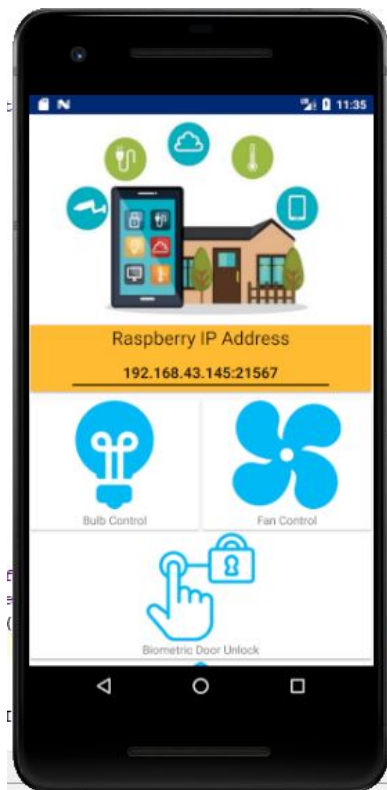 11:35
Raspberry IP Address
192.168.43.145:21567
Bulb Control
Fan Control
Biometric Door Unlock